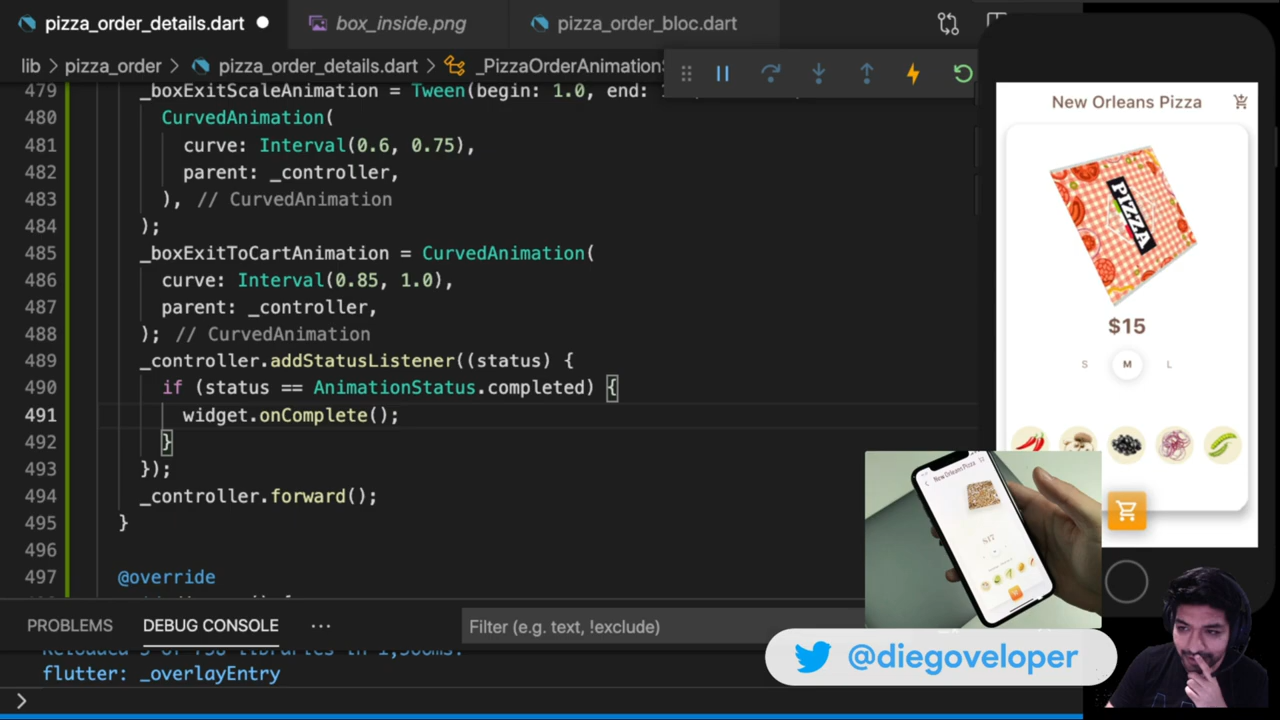 pizza_order_details.dart
box_inside.png
pizza_order_bloc.dart
lib > pizza_order > pizza_order_details.dart > _PizzaOrderAnimation
479 _boxExitScaleAnimation = Tween(begin: 1.0, end:
480 CurvedAnimation(
481 curve: Interval(0.6, 0.75),
482 parent: _controller,
483 ), // CurvedAnimation
484 );
485 _boxExitToCartAnimation = CurvedAnimation(
486 curve: Interval(0.85, 1.0),
487 parent: _controller,
488 ); // CurvedAnimation
489 _controller.addStatusListener((status) {
490 if (status == AnimationStatus.completed) {
491 widget.onComplete();
492 }
493 });
494 _controller.forward();
495 }
496
497 @override
PROBLEMS DEBUG CONSOLE ... Filter (e.g. text, !exclude)
flutter: _overlayEntry
>
New Orleans Pizza
PIZZA
$15
S M L
New Orleans Pizza
$17
@diegoveloper